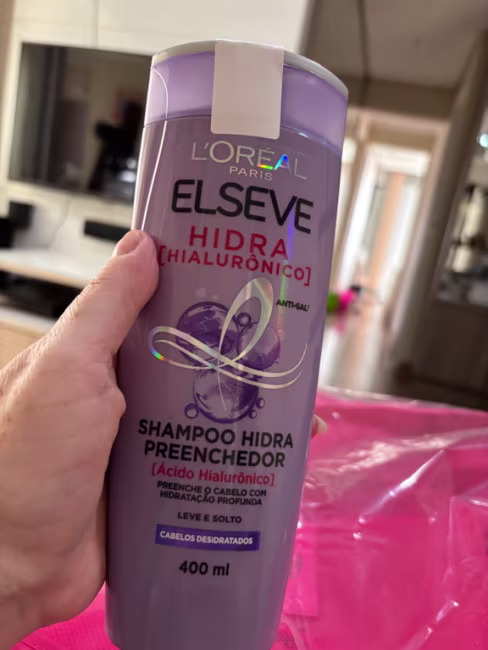 L'ORÉAL
PARIS
ELSEVE
HIDRA
[HIALURÔNICO]
ANTI-SAL
SHAMPOO HIDRA
PREENCHEDOR
[Ácido Hialurônico]
PREENCHE O CABELO COM
HIDRATAÇÃO PROFUNDA
LEVE E SOLTO
CABELOS DESIDRATADOS
400 ml